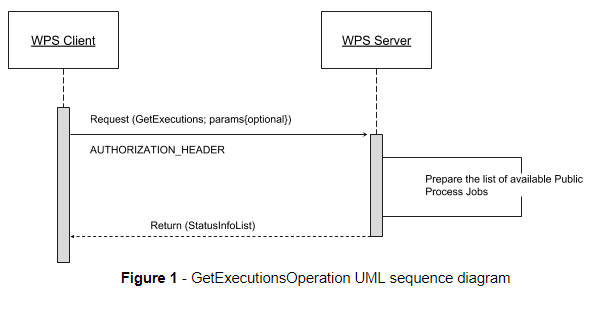 WPS Client
WPS Server
Request (GetExecutions; params{optional})
AUTHORIZATION_HEADER
Prepare the list of available Public
Process Jobs
Return (StatusInfoList)
Figure 1 - GetExecutionsOperation UML sequence diagram